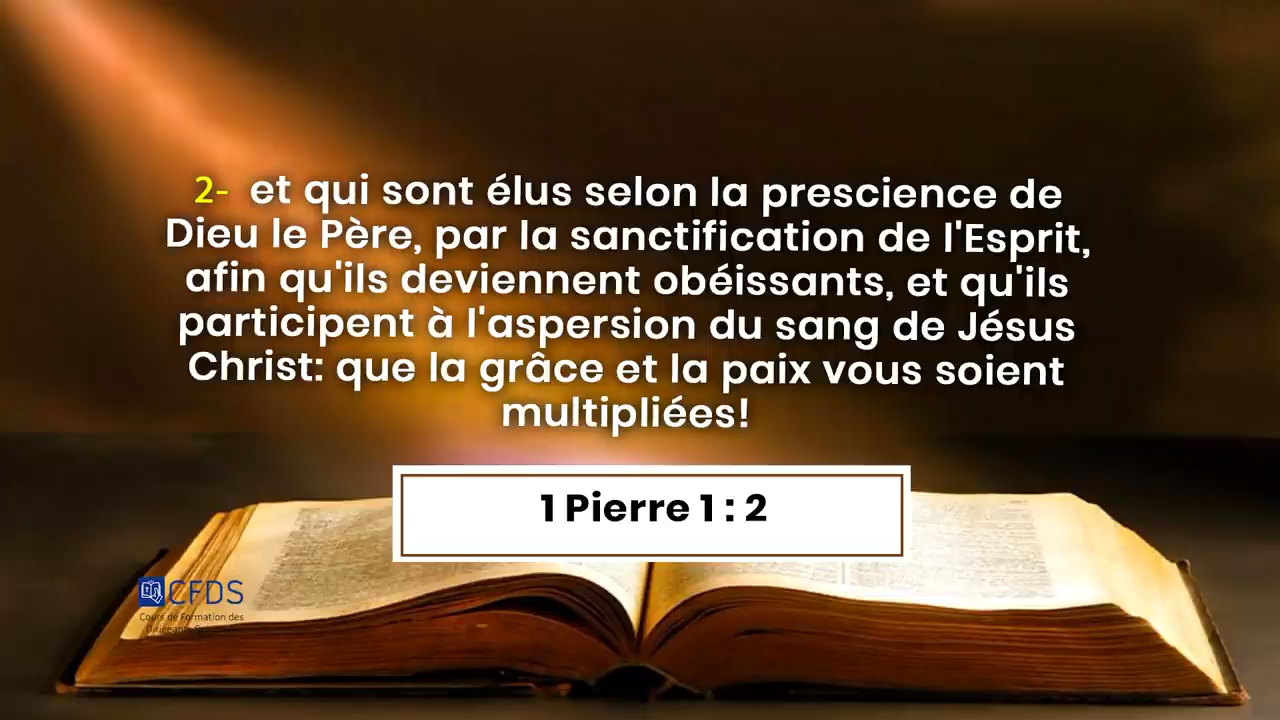 2- et qui sont élus selon la prescience de
Dieu le Père, par la sanctification de l'Esprit,
afin qu'ils deviennent obéissants, et qu'ils
participent à l'aspersion du sang de Jésus
Christ: que la grâce et la paix vous soient
multipliées!
1 Pierre 1 : 2
CFDS
Cours de Formation des